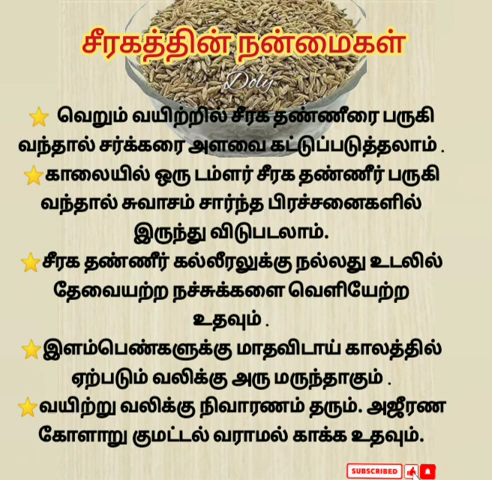 சீரகத்தின் நன்மைகள்
Doly
⭐ வெறும் வயிற்றில் சீரக தண்ணீரை பருகி
வந்தால் சர்க்கரை அளவை கட்டுப்படுத்தலாம் .
⭐காலையில் ஒரு டம்ளர் சீரக தண்ணீர் பருகி
வந்தால் சுவாசம் சார்ந்த பிரச்சனைகளில்
இருந்து விடுபடலாம்.
⭐சீரக தண்ணீர் கல்லீரலுக்கு நல்லது உடலில்
தேவையற்ற நச்சுக்களை வெளியேற்ற
உதவும் .
⭐இளம்பெண்களுக்கு மாதவிடாய் காலத்தில்
ஏற்படும் வலிக்கு அரு மருந்தாகும் .
⭐வயிற்று வலிக்கு நிவாரணம் தரும். அஜீரண
கோளாறு குமட்டல் வராமல் காக்க உதவும்.
SUBSCRIBED